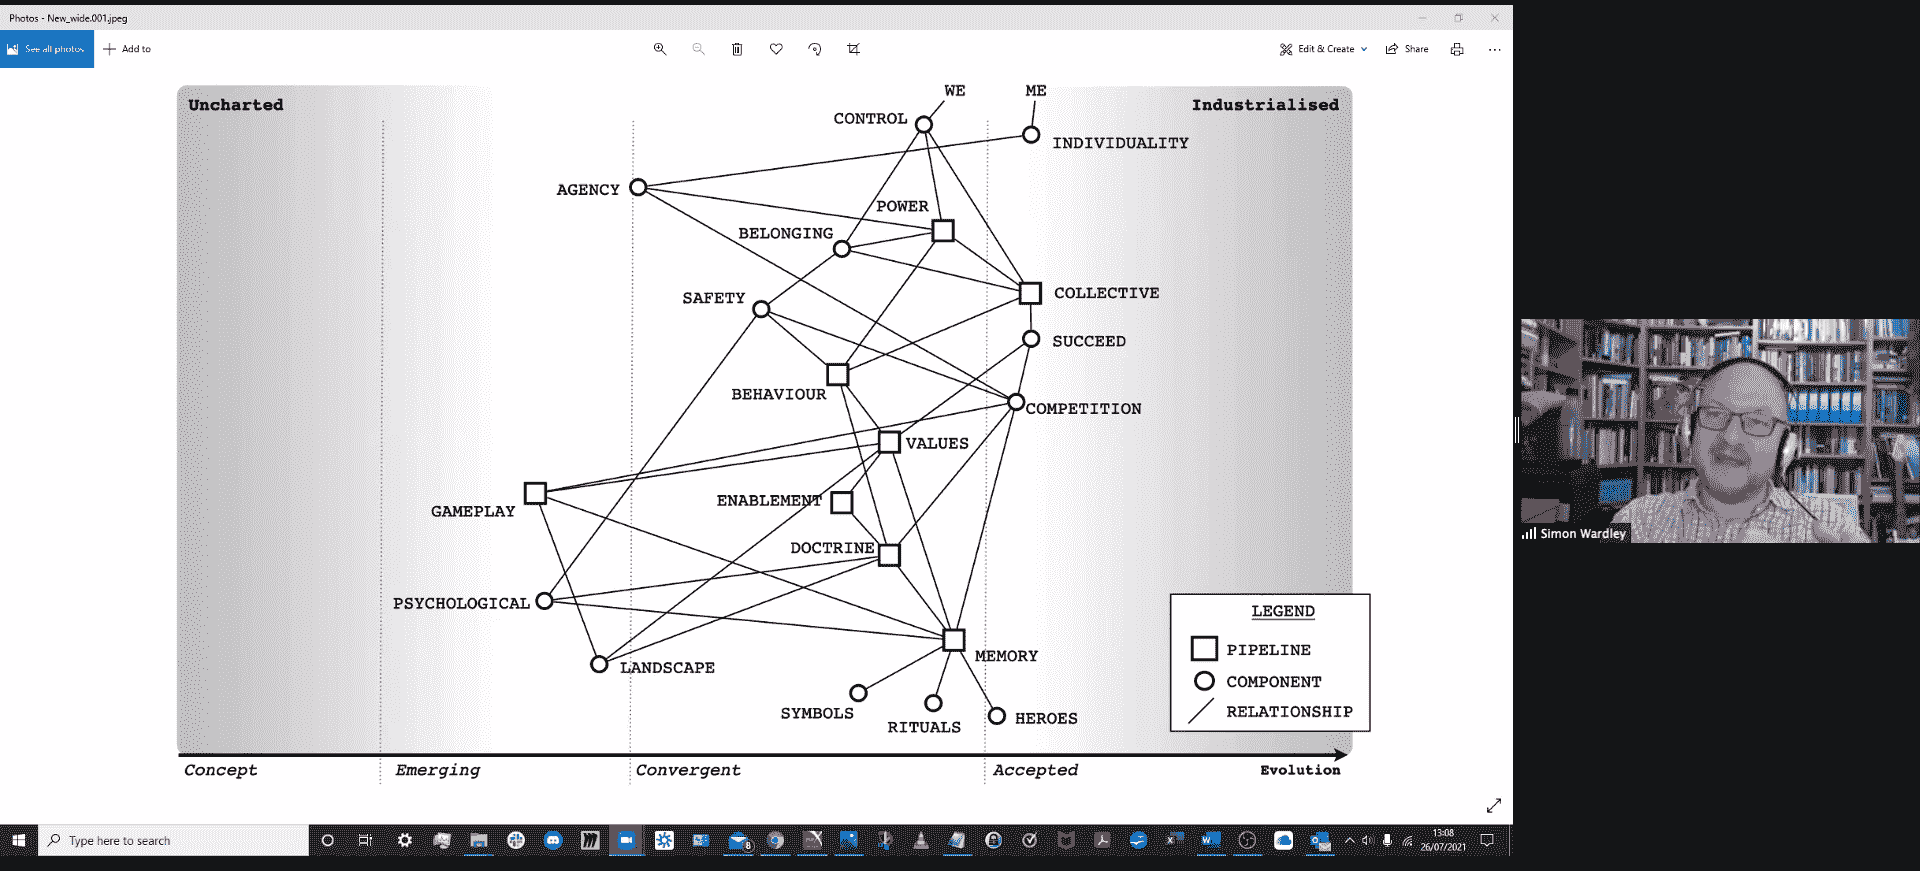 Photos - New_wide.001.jpeg
See all photos
Add to
Edit & Create
Share
Uncharted
WE
ME
Industrialised
CONTROL
INDIVIDUALITY
AGENCY
POWER
BELONGING
SAFETY
COLLECTIVE
SUCCEED
BEHAVIOUR
COMPETITION
VALUES
GAMEPLAY
ENABLEMENT
DOCTRINE
PSYCHOLOGICAL
LANDSCAPE
MEMORY
SYMBOLS
RITUALS
HEROES
LEGEND
PIPELINE
COMPONENT
RELATIONSHIP
Concept
Emerging
Convergent
Accepted
Evolution
Simon Wardley
Type here to search
8
13:08
26/07/2021